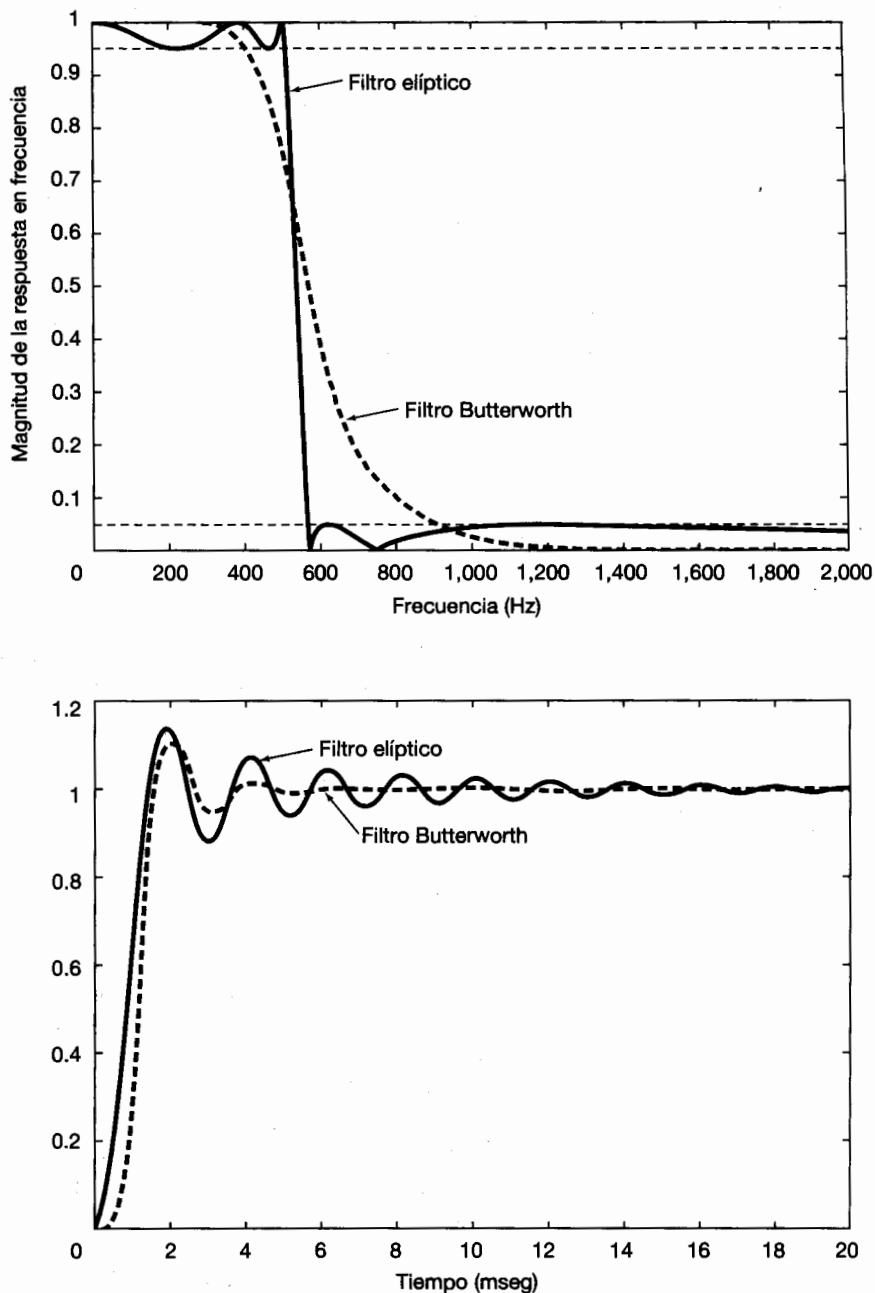 Magnitud de la respuesta en frecuencia
1
0.9
0.8
0.7
0.6
0.5
0.4
0.3
0.2
0.1
Filtro elíptico
Filtro Butterworth
0 200 400 600 800 1,000 1,200 1,400 1,600 1,800 2,000
Frecuencia (Hz)
1.2
1
0.8
0.6
0.4
0.2
Filtro elíptico
Filtro Butterworth
0 2 4 6 8 10 12 14 16 18 20
Tiempo (mseg)